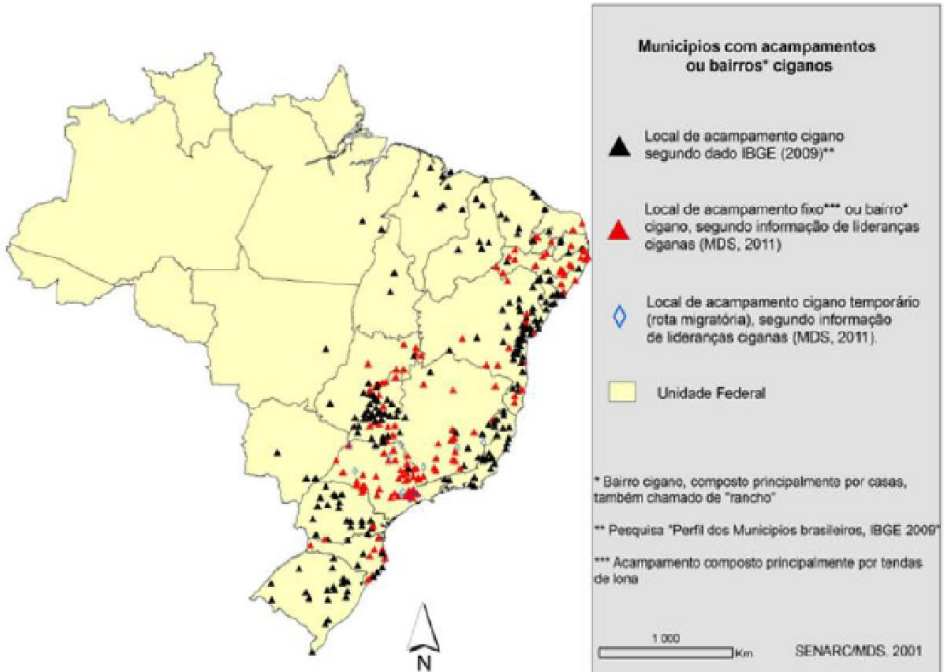 Municipios com acampamentos
ou bairros* ciganos
Local de acampamento cigano
segundo dado IBGE (2009)**
Local de acampamento fixo*** ou bairro*
cigano, segundo informação de lideranças
ciganas (MDS, 2011)
Local de acampamento cigano temporário
(rota migratória), segundo informação
de lideranças ciganas (MDS, 2011).
Unidade Federal
* Bairro cigano, composto principalmente por casas,
também chamado de "rancho"
** Pesquisa "Perfil dos Municipios brasileiros, IBGE 2009"
*** Acampamento composto principalmente por tendas
de lona
1 000
Km
SENARC/MDS. 2001
N